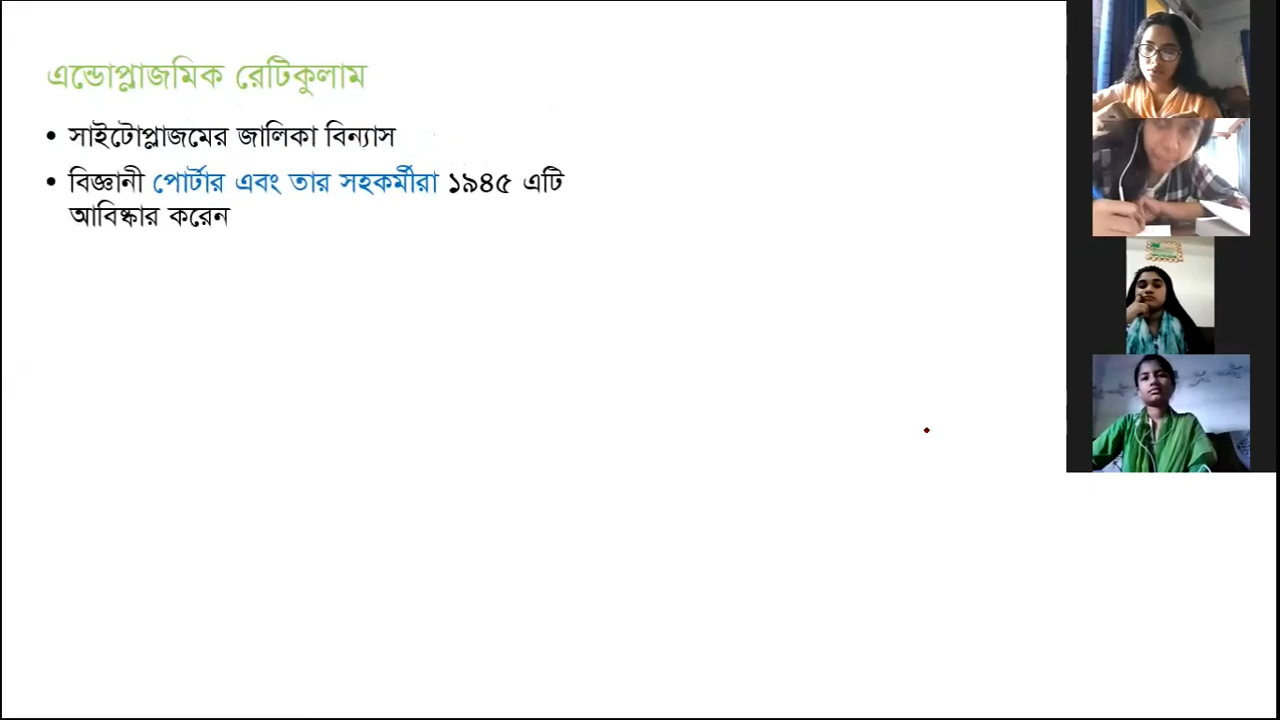 এন্ডোপ্লাজমিক রেটিকুলাম
• সাইটোপ্লাজমের জালিকা বিন্যাস
• বিজ্ঞানী পোর্টার এবং তার সহকর্মীরা ১৯৪৫ এটি
আবিষ্কার করেন